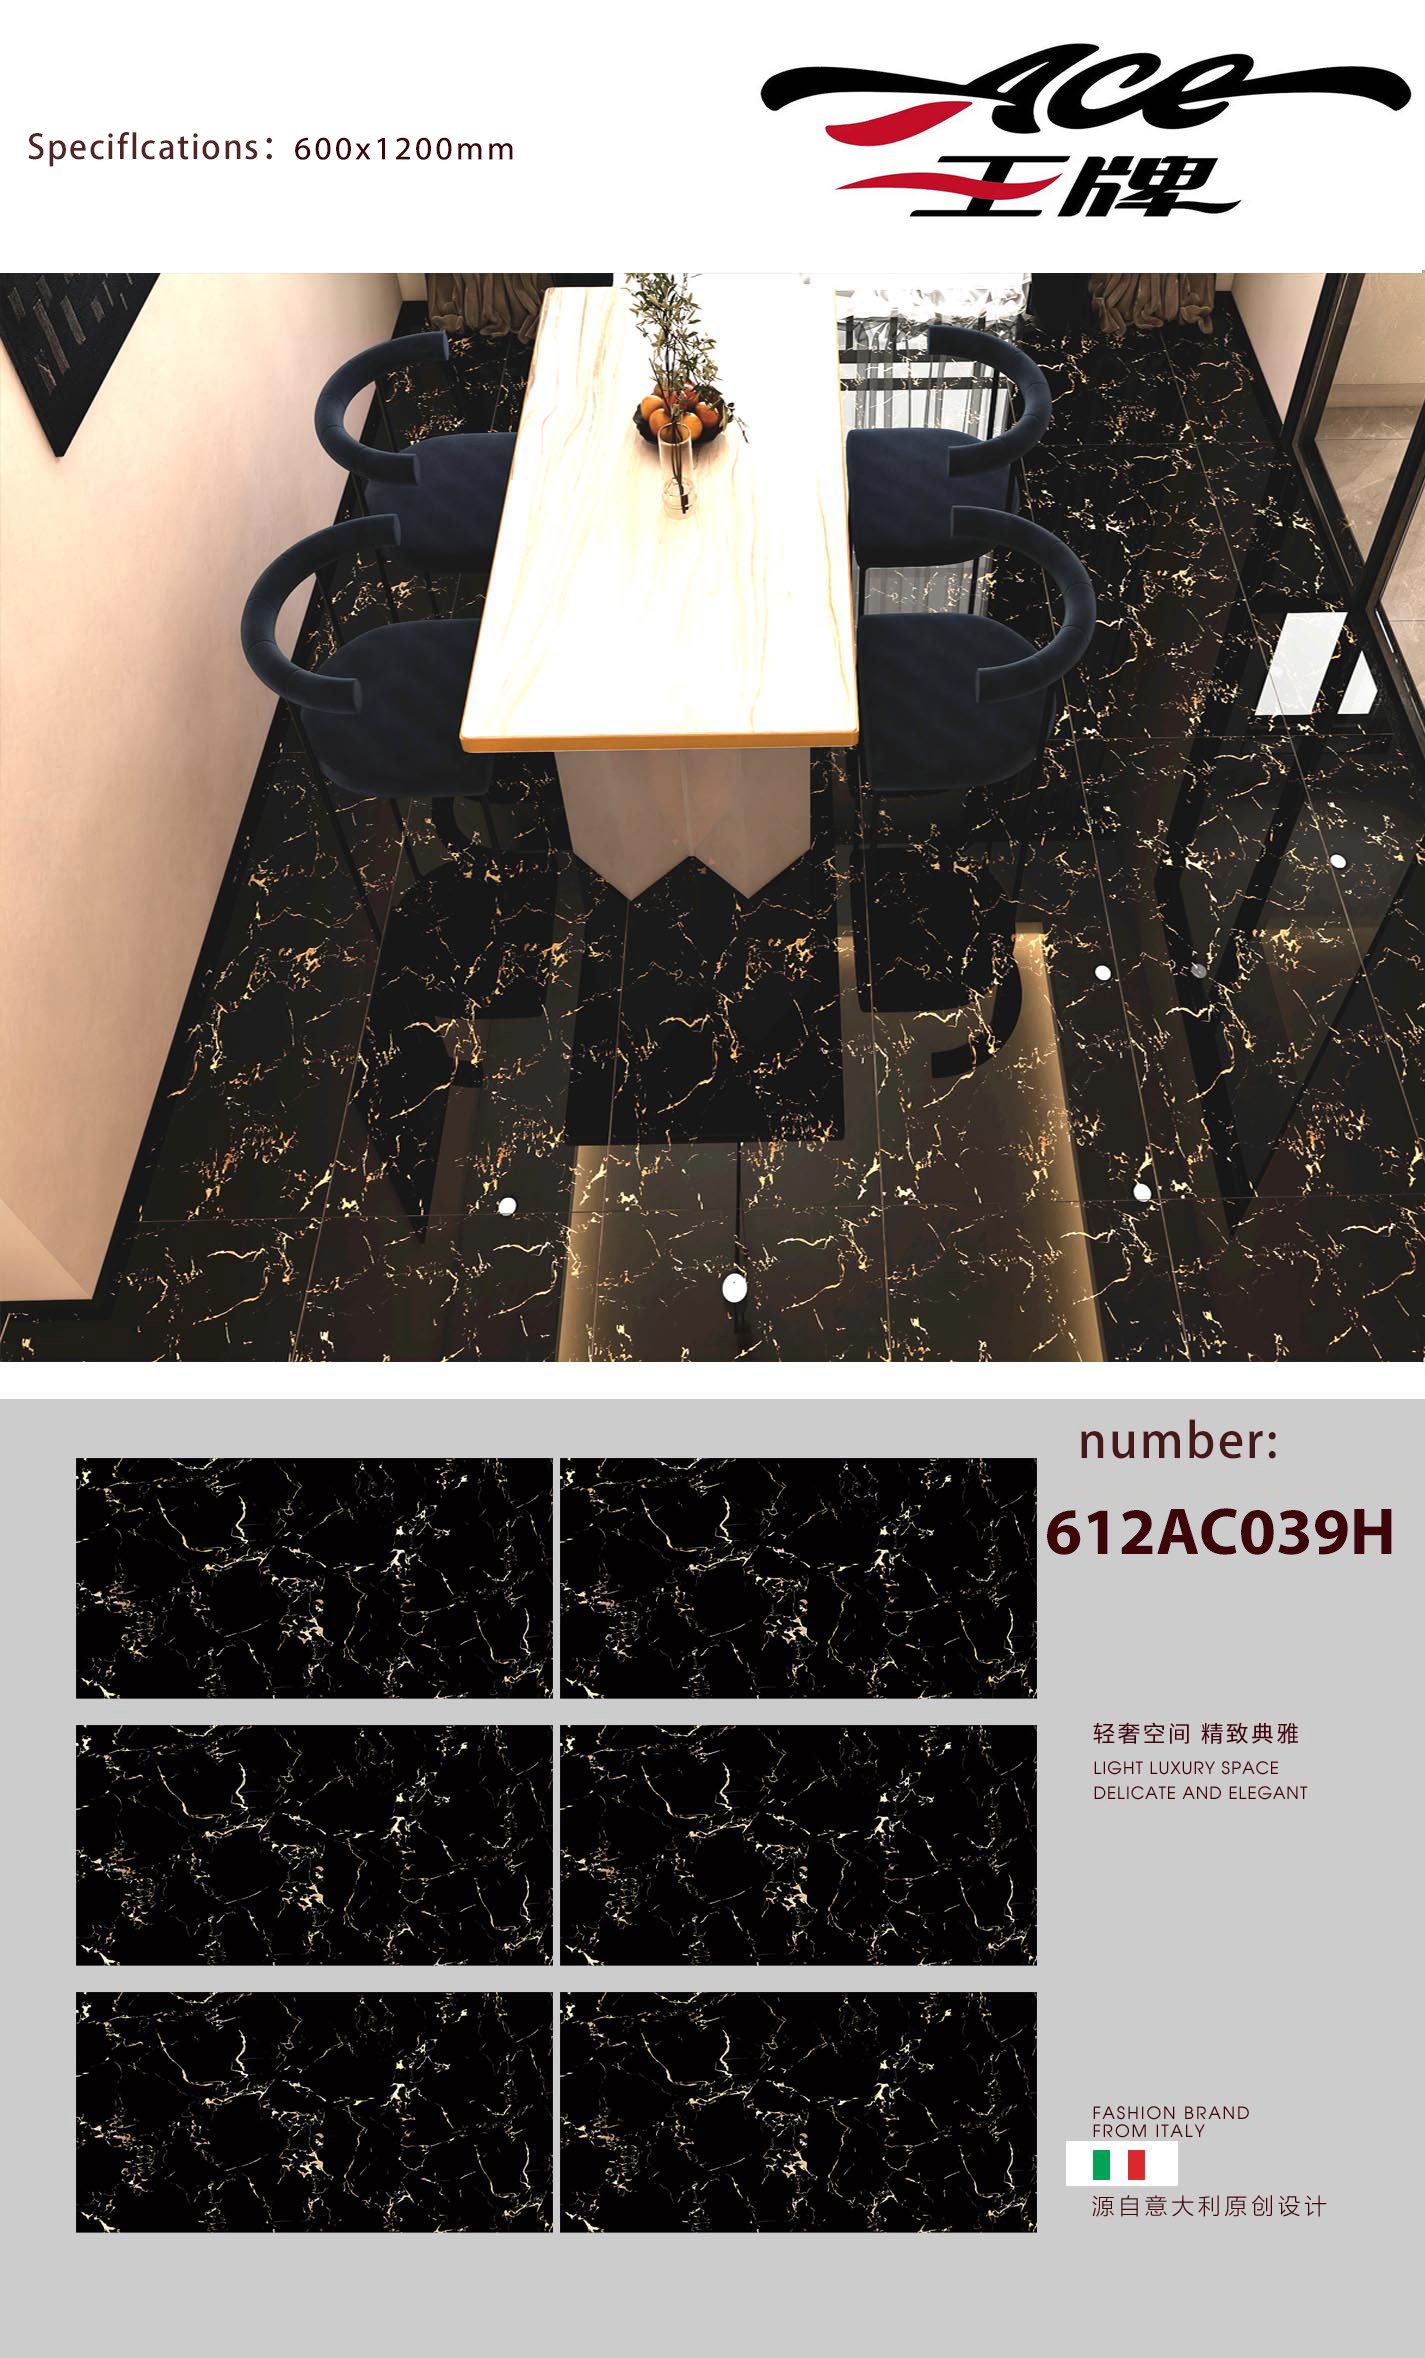 Ace
王牌
Speciflcations：600x1200mm
number:
612AC039H
轻奢空间 精致典雅
LIGHT LUXURY SPACE
DELICATE AND ELEGANT
FASHION BRAND
FROM ITALY
源自意大利原创设计